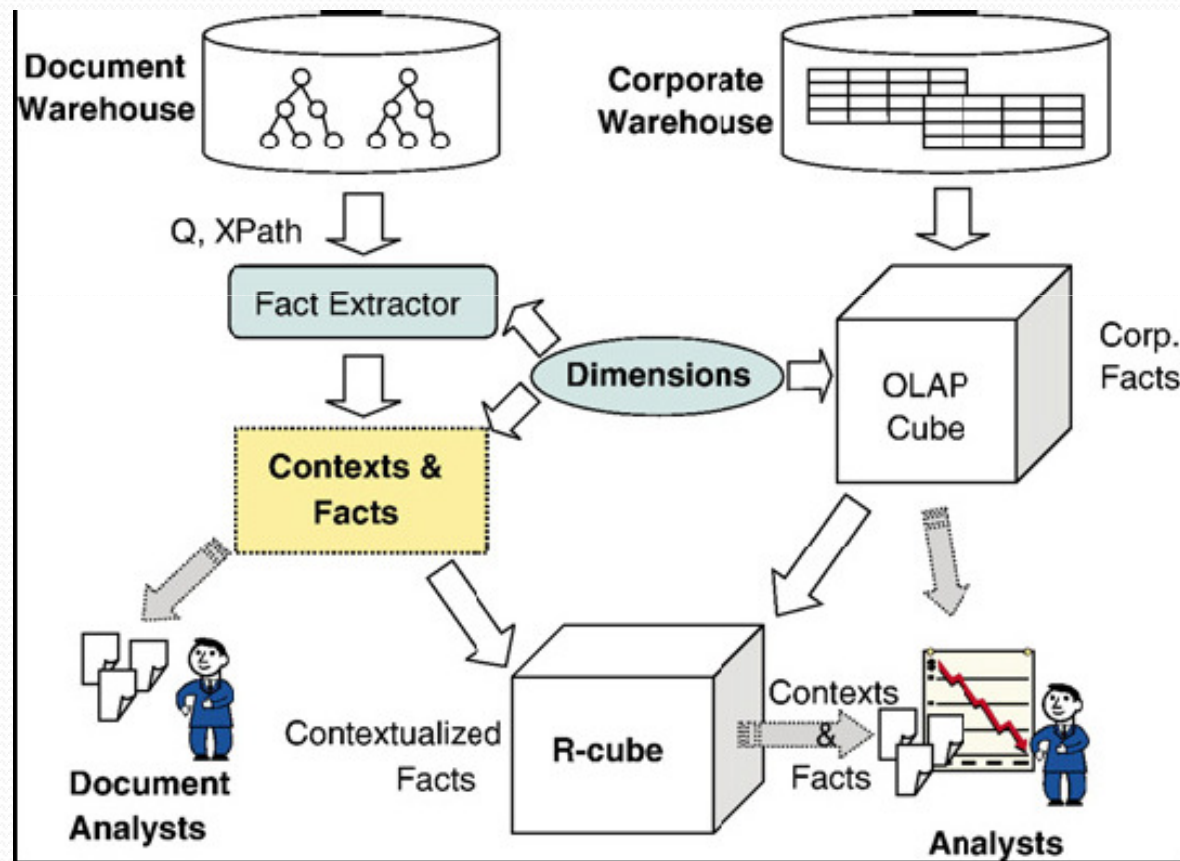 Document
Warehouse
Corporate
Warehouse
Q, XPath
Fact Extractor
Dimensions
OLAP
Cube
Corp.
Facts
Contexts &
Facts
Contextualized
Facts
R-cube
Contexts
&
Facts
$
Document
Analysts
Analysts